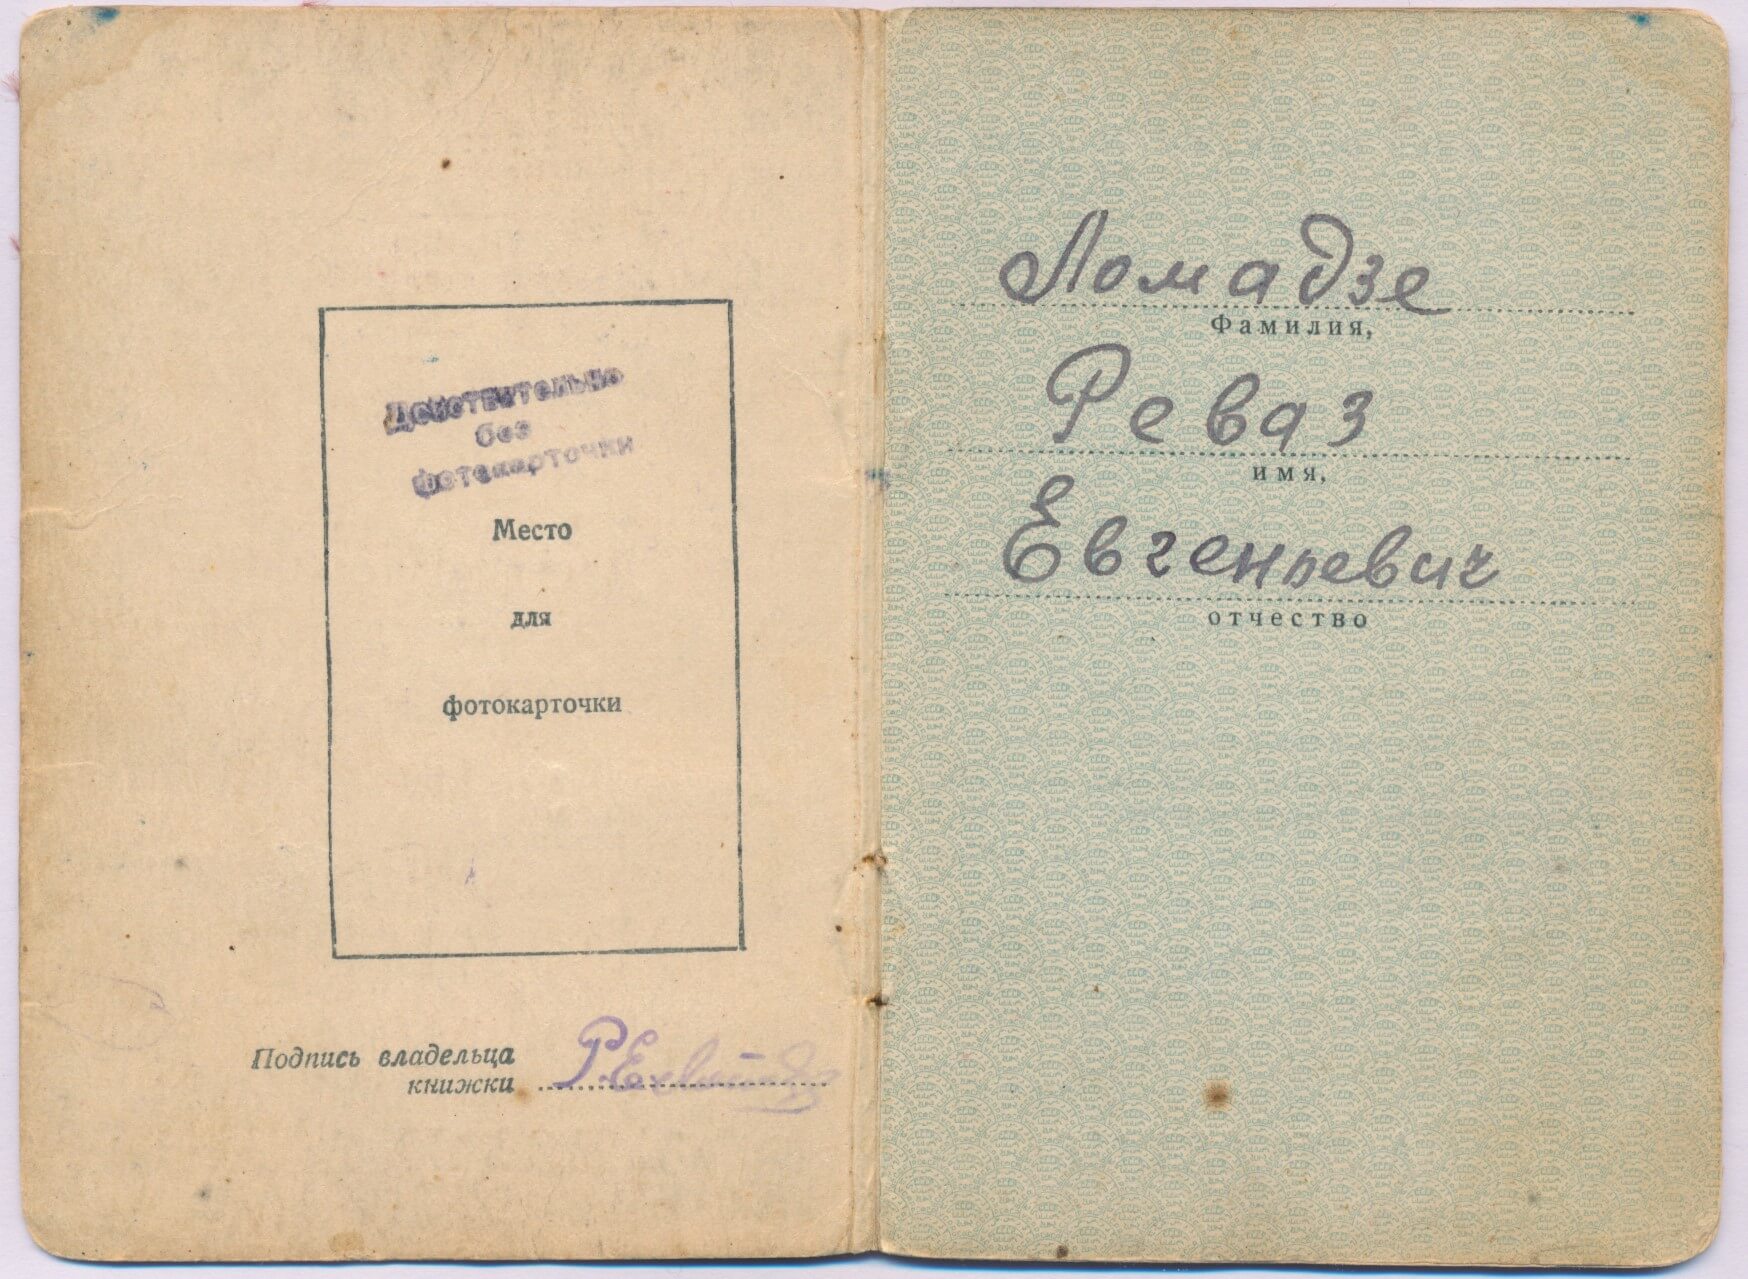 Действительно
без
фотокарточки
Место
для
фотокарточки
Подпись владельца
книжки
Ломадзе
Фамилия,
Реваз
имя,
Евгеньевич
отчество